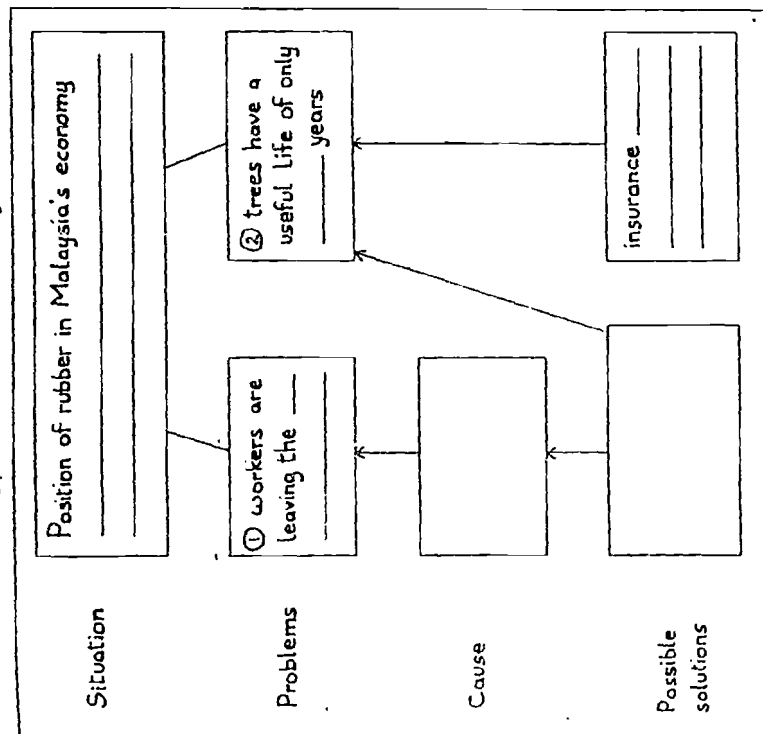 Situation
Position of rubber in Malaysia's economy
Problems
① workers are
leaving the
② trees have a
useful life of only
years
Cause
Possible
solutions
insurance